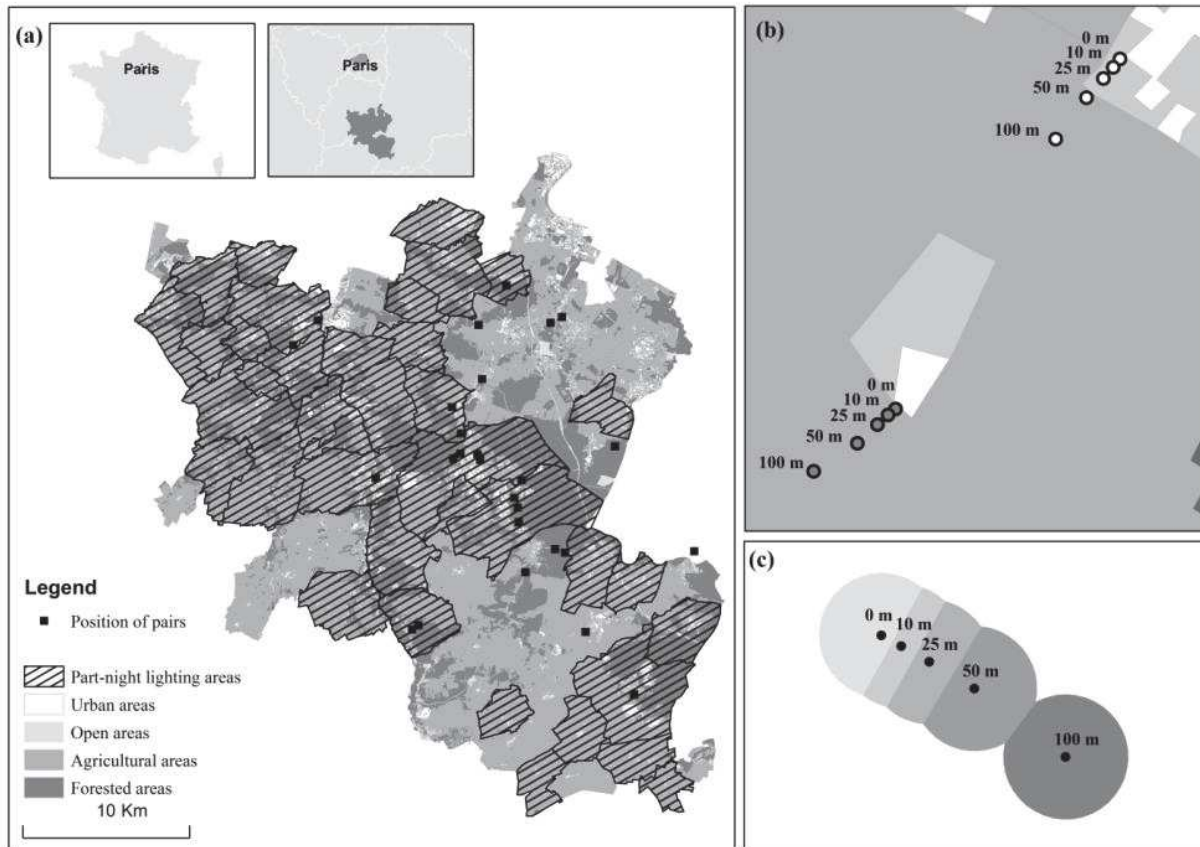 (a)
Paris
Paris
Legend
Position of pairs
Part-night lighting areas
Urban areas
Open areas
Agricultural areas
Forested areas
10 Km
(b)
0 m
10 m
25 m
50 m
100 m
0 m
10 m
25 m
50 m
100 m
(c)
0 m
10 m
25 m
50 m
100 m